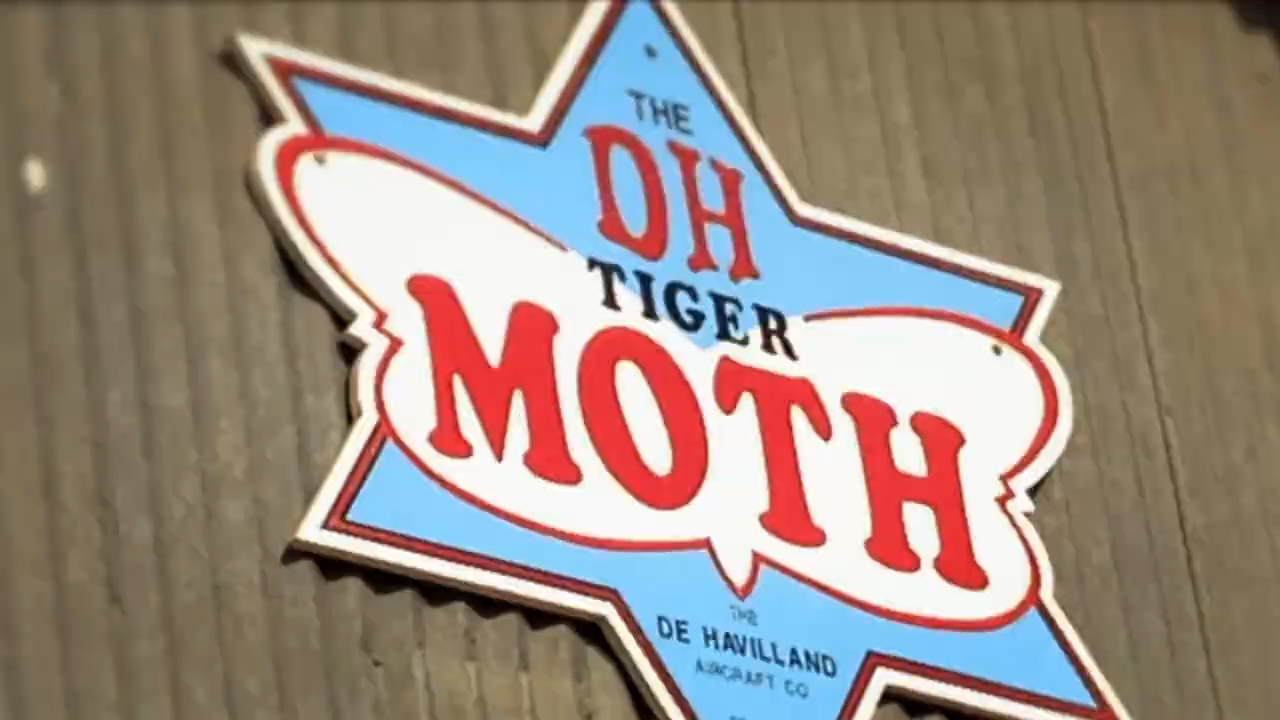 THE
DH
TIGER
MOTH
THE
DE HAVILLAND
AIRCRAFT CO